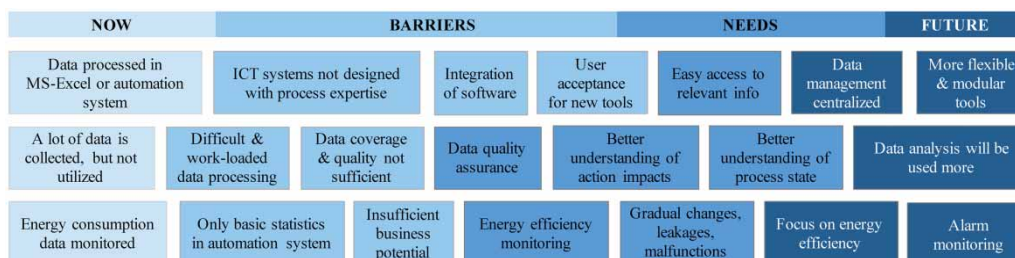 NOW
BARRIERS
NEEDS
FUTURE
Data processed in
MS-Excel or automation
system
ICT systems not designed
with process expertise
Integration
of software
User
acceptance
for new tools
Easy access to
relevant info
Data
management
centralized
More flexible
& modular
tools
A lot of data is
collected, but not
utilized
Difficult &
work-loaded
data processing
Data coverage
& quality not
sufficient
Data quality
assurance
Better
understanding of
action impacts
Better
understanding of
process state
Data analysis will be
used more
Energy consumption
data monitored
Only basic statistics
in automation system
Insufficient
business
potential
Energy efficiency
monitoring
Gradual changes,
leakages,
malfunctions
Focus on energy
efficiency
Alarm
monitoring